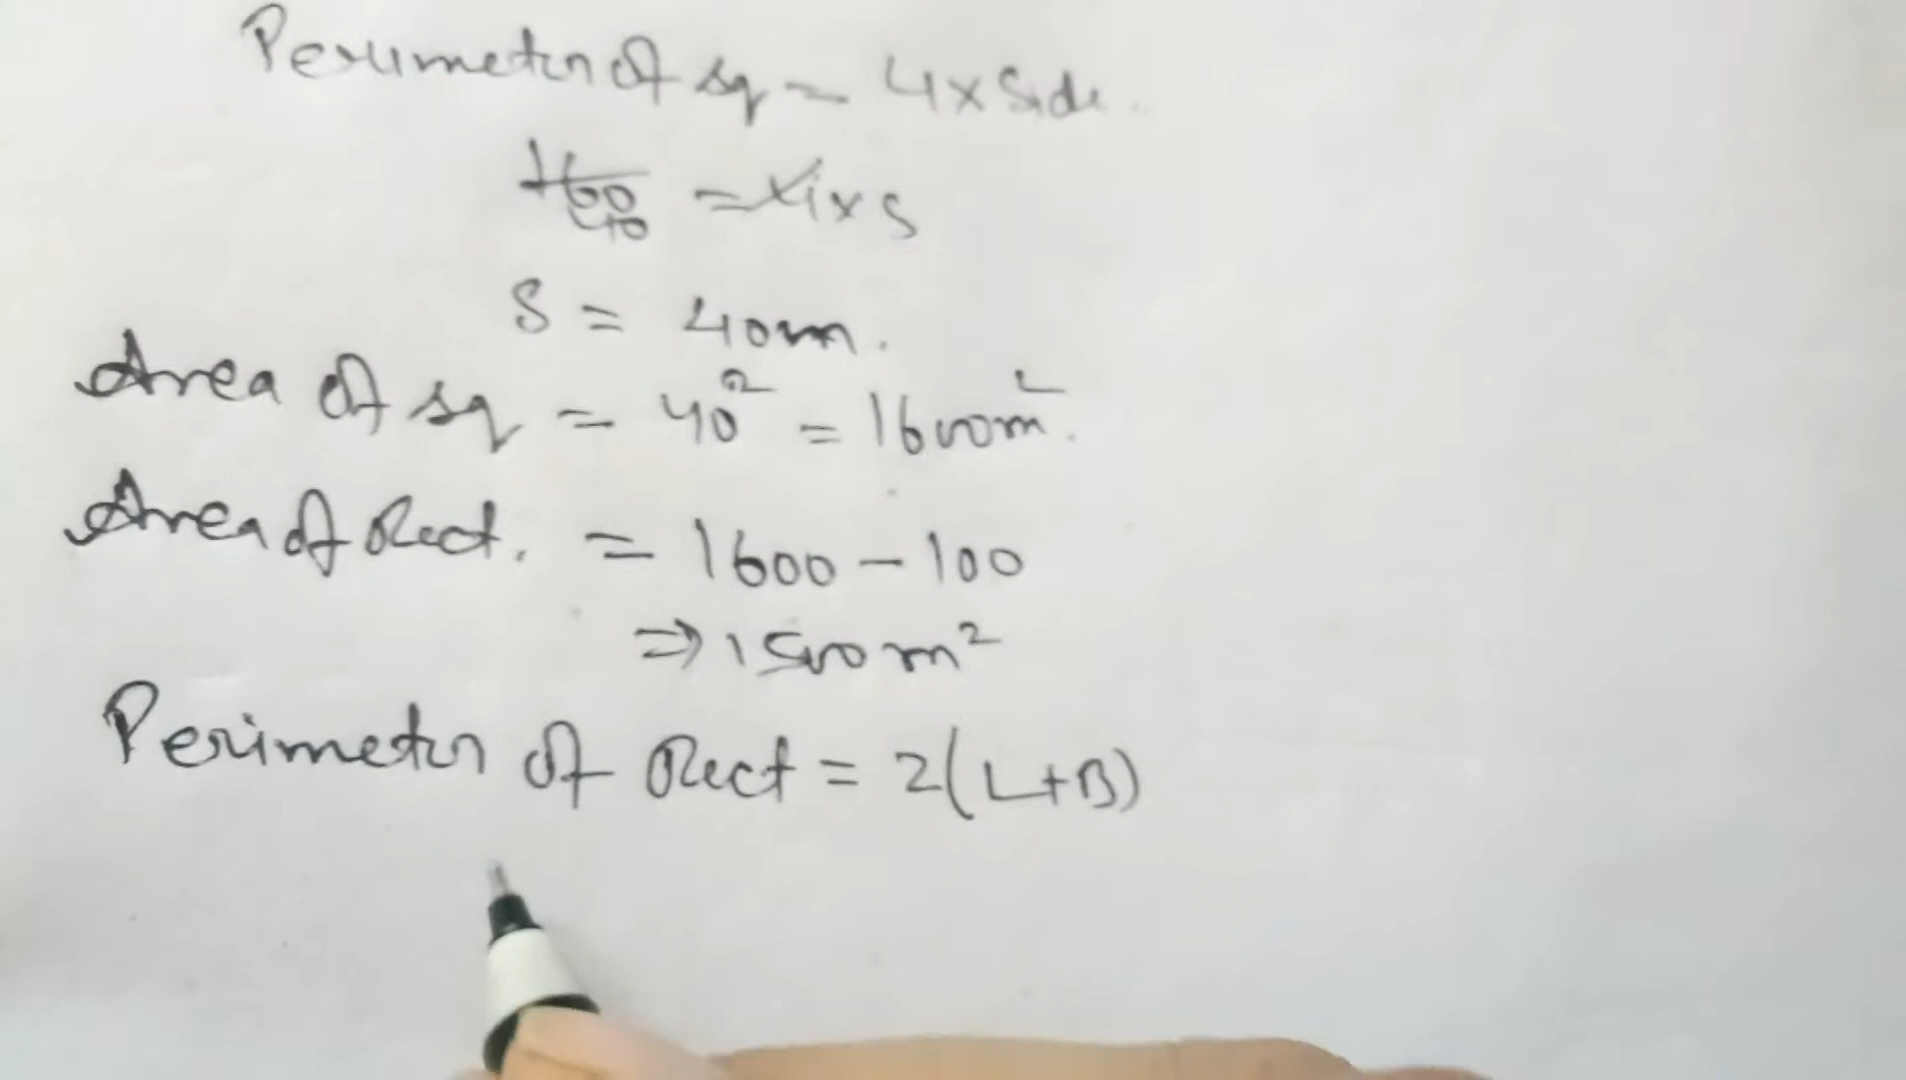 Perimeter of sq = 4 x Side.
160 = 4 x S
40
S = 40m.
Area of sq = 40² = 1600m².
Area of Rect. = 1600 - 100
⇒ 1500 m²
Perimeter of Rect = 2(L+B)